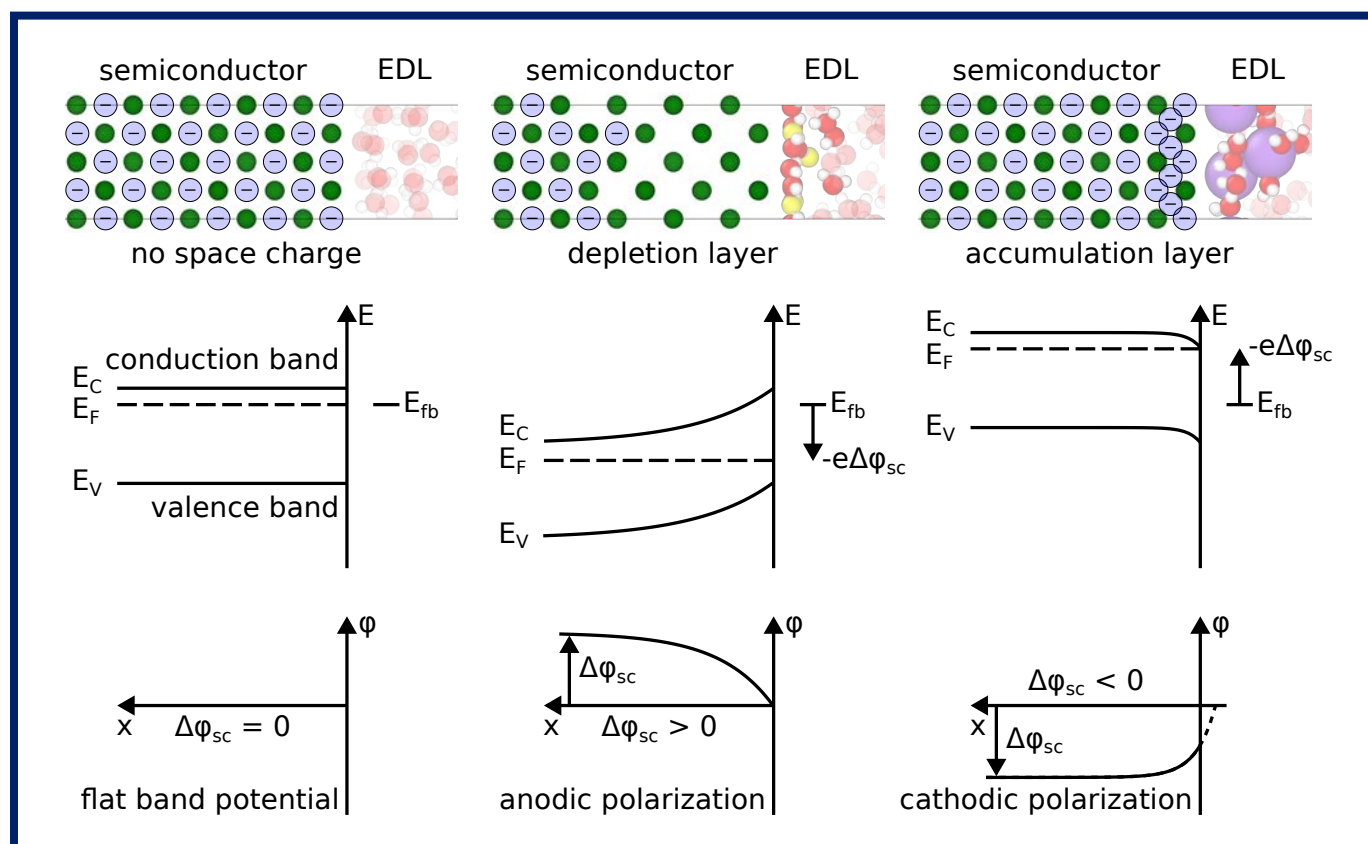 semiconductor EDL
no space charge
E
conduction band
E_C
E_F
E_fb
E_V
valence band
φ
x
Δφ_sc = 0
flat band potential
semiconductor EDL
depletion layer
E
E_C
E_fb
E_F
-eΔφ_sc
E_V
φ
Δφ_sc
x
Δφ_sc > 0
anodic polarization
semiconductor EDL
accumulation layer
E
E_C
E_F
-eΔφ_sc
E_fb
E_V
φ
Δφ_sc < 0
x
Δφ_sc
cathodic polarization